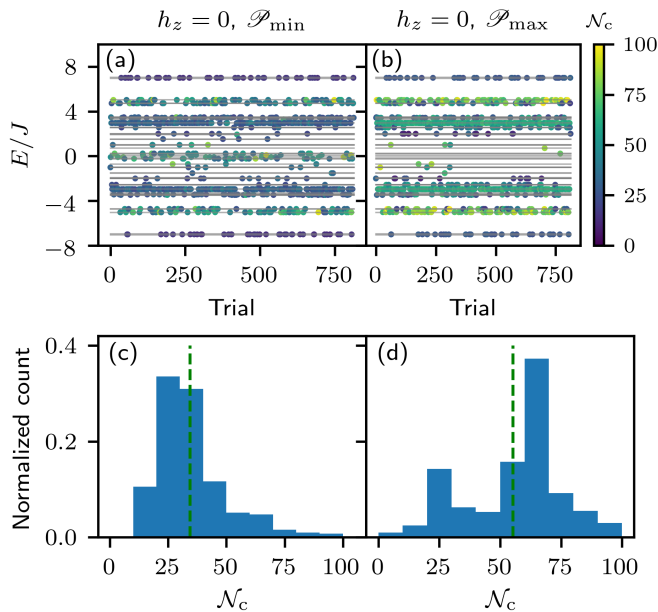 h_z = 0, 𝒫_min
h_z = 0, 𝒫_max
𝒩_c
(a)
(b)
8
4
0
−4
−8
E/J
100
75
50
25
0
0 250 500 750
0 250 500 750
Trial
Trial
(c)
(d)
0.4
0.2
0.0
Normalized count
0 25 50 75 100
0 25 50 75 100
𝒩_c
𝒩_c